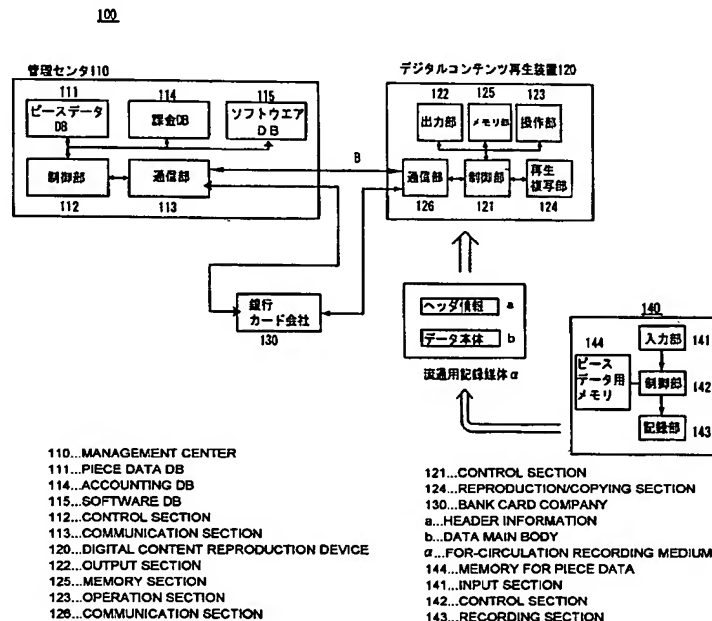 100
管理センタ110
111
114
115
ピースデータ
DB
課金DB
ソフトウエア
DB
制御部
通信部
112
113
B
デジタルコンテンツ再生装置120
122
125
123
出力部
メモリ部
操作部
通信部
制御部
再生
複写部
126
121
124
銀行
カード会社
130
ヘッダ情報
a
データ本体
b
流通用記録媒体α
140
144
入力部
141
ピース
データ用
メモリ
制御部
142
記録部
143
110...MANAGEMENT CENTER
111...PIECE DATA DB
114...ACCOUNTING DB
115...SOFTWARE DB
112...CONTROL SECTION
113...COMMUNICATION SECTION
120...DIGITAL CONTENT REPRODUCTION DEVICE
122...OUTPUT SECTION
125...MEMORY SECTION
123...OPERATION SECTION
126...COMMUNICATION SECTION
121...CONTROL SECTION
124...REPRODUCTION/COPYING SECTION
130...BANK CARD COMPANY
a...HEADER INFORMATION
b...DATA MAIN BODY
α...FOR-CIRCULATION RECORDING MEDIUM
144...MEMORY FOR PIECE DATA
141...INPUT SECTION
142...CONTROL SECTION
143...RECORDING SECTION